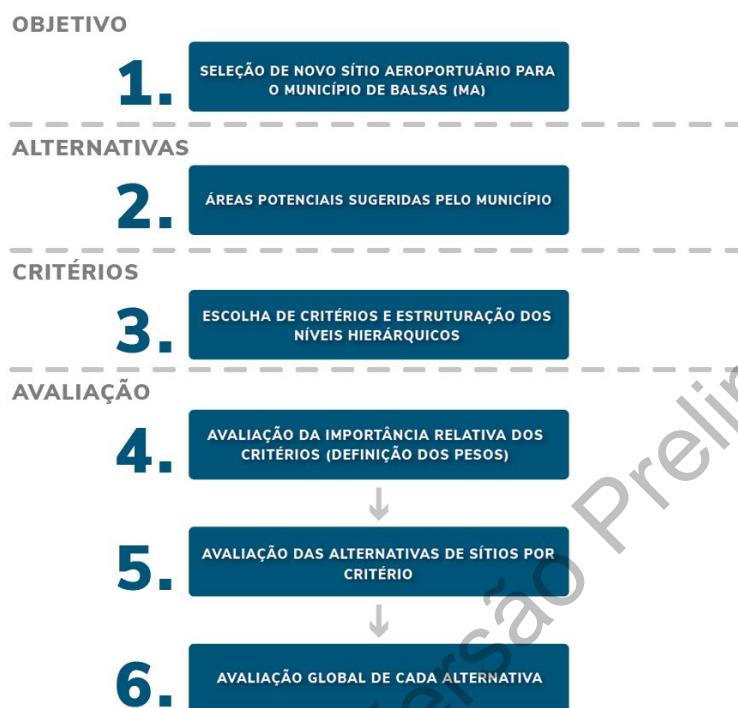 OBJETIVO
1.
SELEÇÃO DE NOVO SÍTIO AEROPORTUÁRIO PARA
O MUNICÍPIO DE BALSAS (MA)
ALTERNATIVAS
2.
ÁREAS POTENCIAIS SUGERIDAS PELO MUNICÍPIO
CRITÉRIOS
3.
ESCOLHA DE CRITÉRIOS E ESTRUTURAÇÃO DOS
NÍVEIS HIERÁRQUICOS
AVALIAÇÃO
4.
AVALIAÇÃO DA IMPORTÂNCIA RELATIVA DOS
CRITÉRIOS (DEFINIÇÃO DOS PESOS)
5.
AVALIAÇÃO DAS ALTERNATIVAS DE SÍTIOS POR
CRITÉRIO
6.
AVALIAÇÃO GLOBAL DE CADA ALTERNATIVA